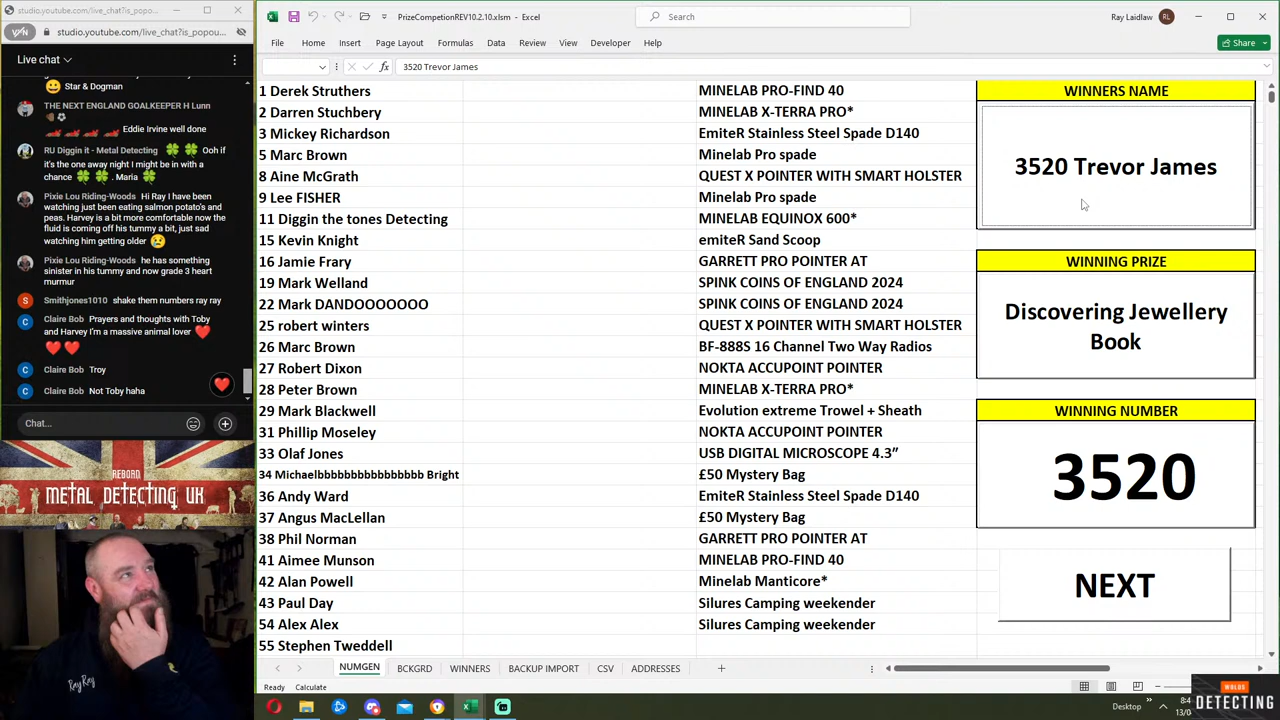 studio.youtube.com/live_chat?is_popo...
studio.youtube.com/live_chat?is_popou...
Live chat
Star & Dogman
THE NEXT ENGLAND GOALKEEPER H Lunn
Eddie Irvine well done
RU Diggin it - Metal Detecting Ooh if
it's the one away night I might be in with a
chance Maria
Pixie Lou Riding-Woods Hi Ray I have been
watching just been eating salmon potato's and
peas. Harvey is a bit more comfortable now the
fluid is coming off his tummy a bit, just sad
watching him getting older
Pixie Lou Riding-Woods he has something
sinister in his tummy and now grade 3 heart
murmur
Smithjones1010 shake them numbers ray ray
Claire Bob Prayers and thoughts with Toby
and Harvey I'm a massive animal lover
Claire Bob Troy
Claire Bob Not Toby haha
Chat...
REBORN
METAL DETECTING UK
Ray Ray
PrizeCompetionREV10.2.10.xlsm - Excel
Search
Ray Laidlaw
RL
File Home Insert Page Layout Formulas Data Review View Developer Help
Share
fx 3520 Trevor James
1 Derek Struthers MINELAB PRO-FIND 40
2 Darren Stuchbery MINELAB X-TERRA PRO*
3 Mickey Richardson EmiteR Stainless Steel Spade D140
5 Marc Brown Minelab Pro spade
8 Aine McGrath QUEST X POINTER WITH SMART HOLSTER
9 Lee FISHER Minelab Pro spade
11 Diggin the tones Detecting MINELAB EQUINOX 600*
15 Kevin Knight emiteR Sand Scoop
16 Jamie Frary GARRETT PRO POINTER AT
19 Mark Welland SPINK COINS OF ENGLAND 2024
22 Mark DANDOOOOOOO SPINK COINS OF ENGLAND 2024
25 robert winters QUEST X POINTER WITH SMART HOLSTER
26 Marc Brown BF-888S 16 Channel Two Way Radios
27 Robert Dixon NOKTA ACCUPOINT POINTER
28 Peter Brown MINELAB X-TERRA PRO*
29 Mark Blackwell Evolution extreme Trowel + Sheath
31 Phillip Moseley NOKTA ACCUPOINT POINTER
33 Olaf Jones USB DIGITAL MICROSCOPE 4.3”
34 Michaelbbbbbbbbbbbbbbbb Bright £50 Mystery Bag
36 Andy Ward EmiteR Stainless Steel Spade D140
37 Angus MacLellan £50 Mystery Bag
38 Phil Norman GARRETT PRO POINTER AT
41 Aimee Munson MINELAB PRO-FIND 40
42 Alan Powell Minelab Manticore*
43 Paul Day Silures Camping weekender
54 Alex Alex Silures Camping weekender
55 Stephen Tweddell
WINNERS NAME
3520 Trevor James
WINNING PRIZE
Discovering Jewellery
Book
WINNING NUMBER
3520
NEXT
NUMGEN BCKGRD WINNERS BACKUP IMPORT CSV ADDRESSES
Ready Calculate
Desktop
8:4
13/0
DETECTING